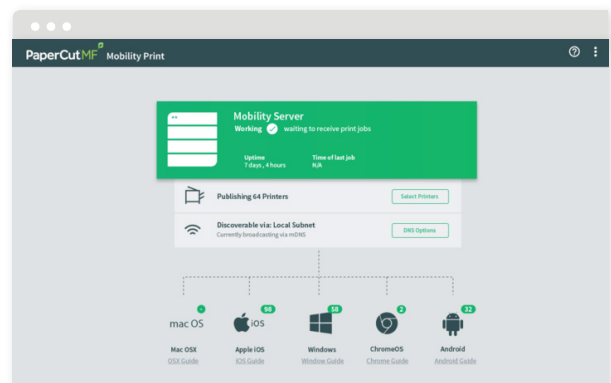 PaperCutMF Mobility Print
Mobility Server
Working waiting to receive print jobs
Uptime Time of last job
7 days, 4 hours N/A
Publishing 64 Printers Select Printers
Discoverable via: Local Subnet
Currently broadcasting via mDNS
DNS Options
- 98 58 2 32
mac OS iOS
Mac OSX Apple iOS Windows ChromeOS Android
OSX Guide iOS Guide Window Guide Chrome Guide Android Guide